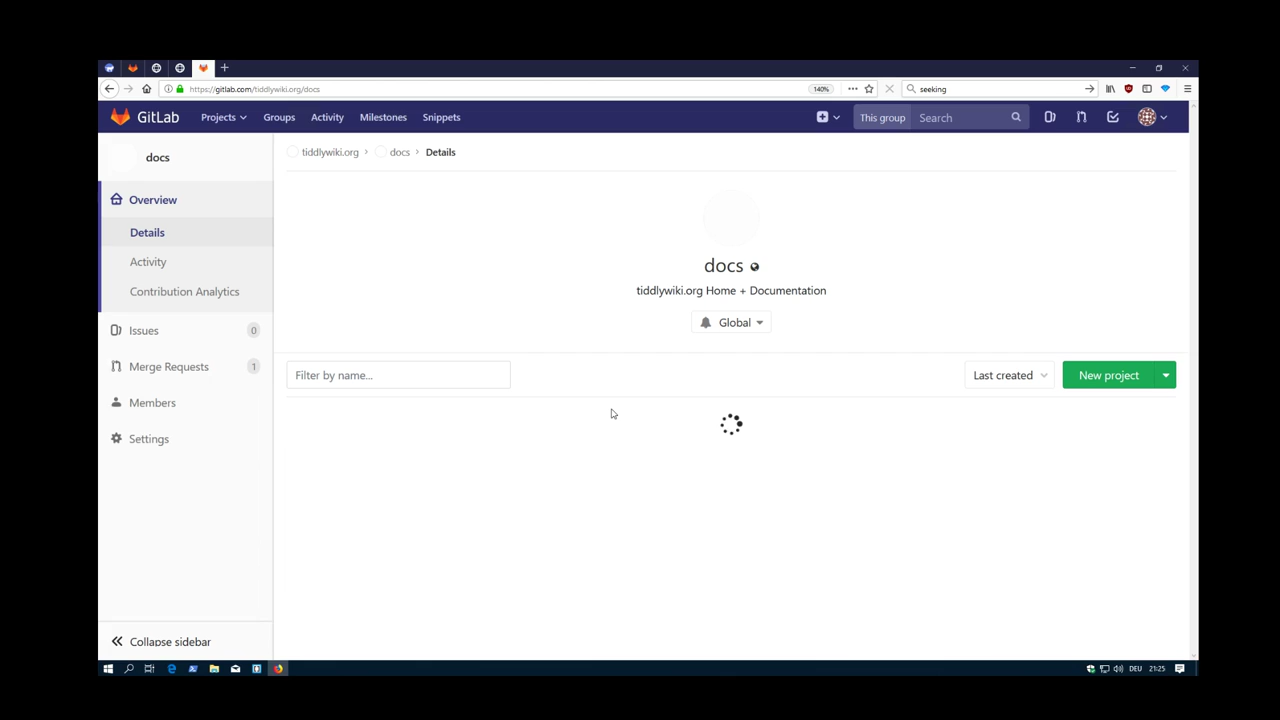 https://gitlab.com/tiddlywiki.org/docs
140%
seeking
GitLab Projects Groups Activity Milestones Snippets This group Search
docs
tiddlywiki.org > docs > Details
Overview
Details
Activity
Contribution Analytics
Issues 0
Merge Requests 1
Members
Settings
Collapse sidebar
docs
tiddlywiki.org Home + Documentation
Global
Filter by name...
Last created
New project
DEU 21:25